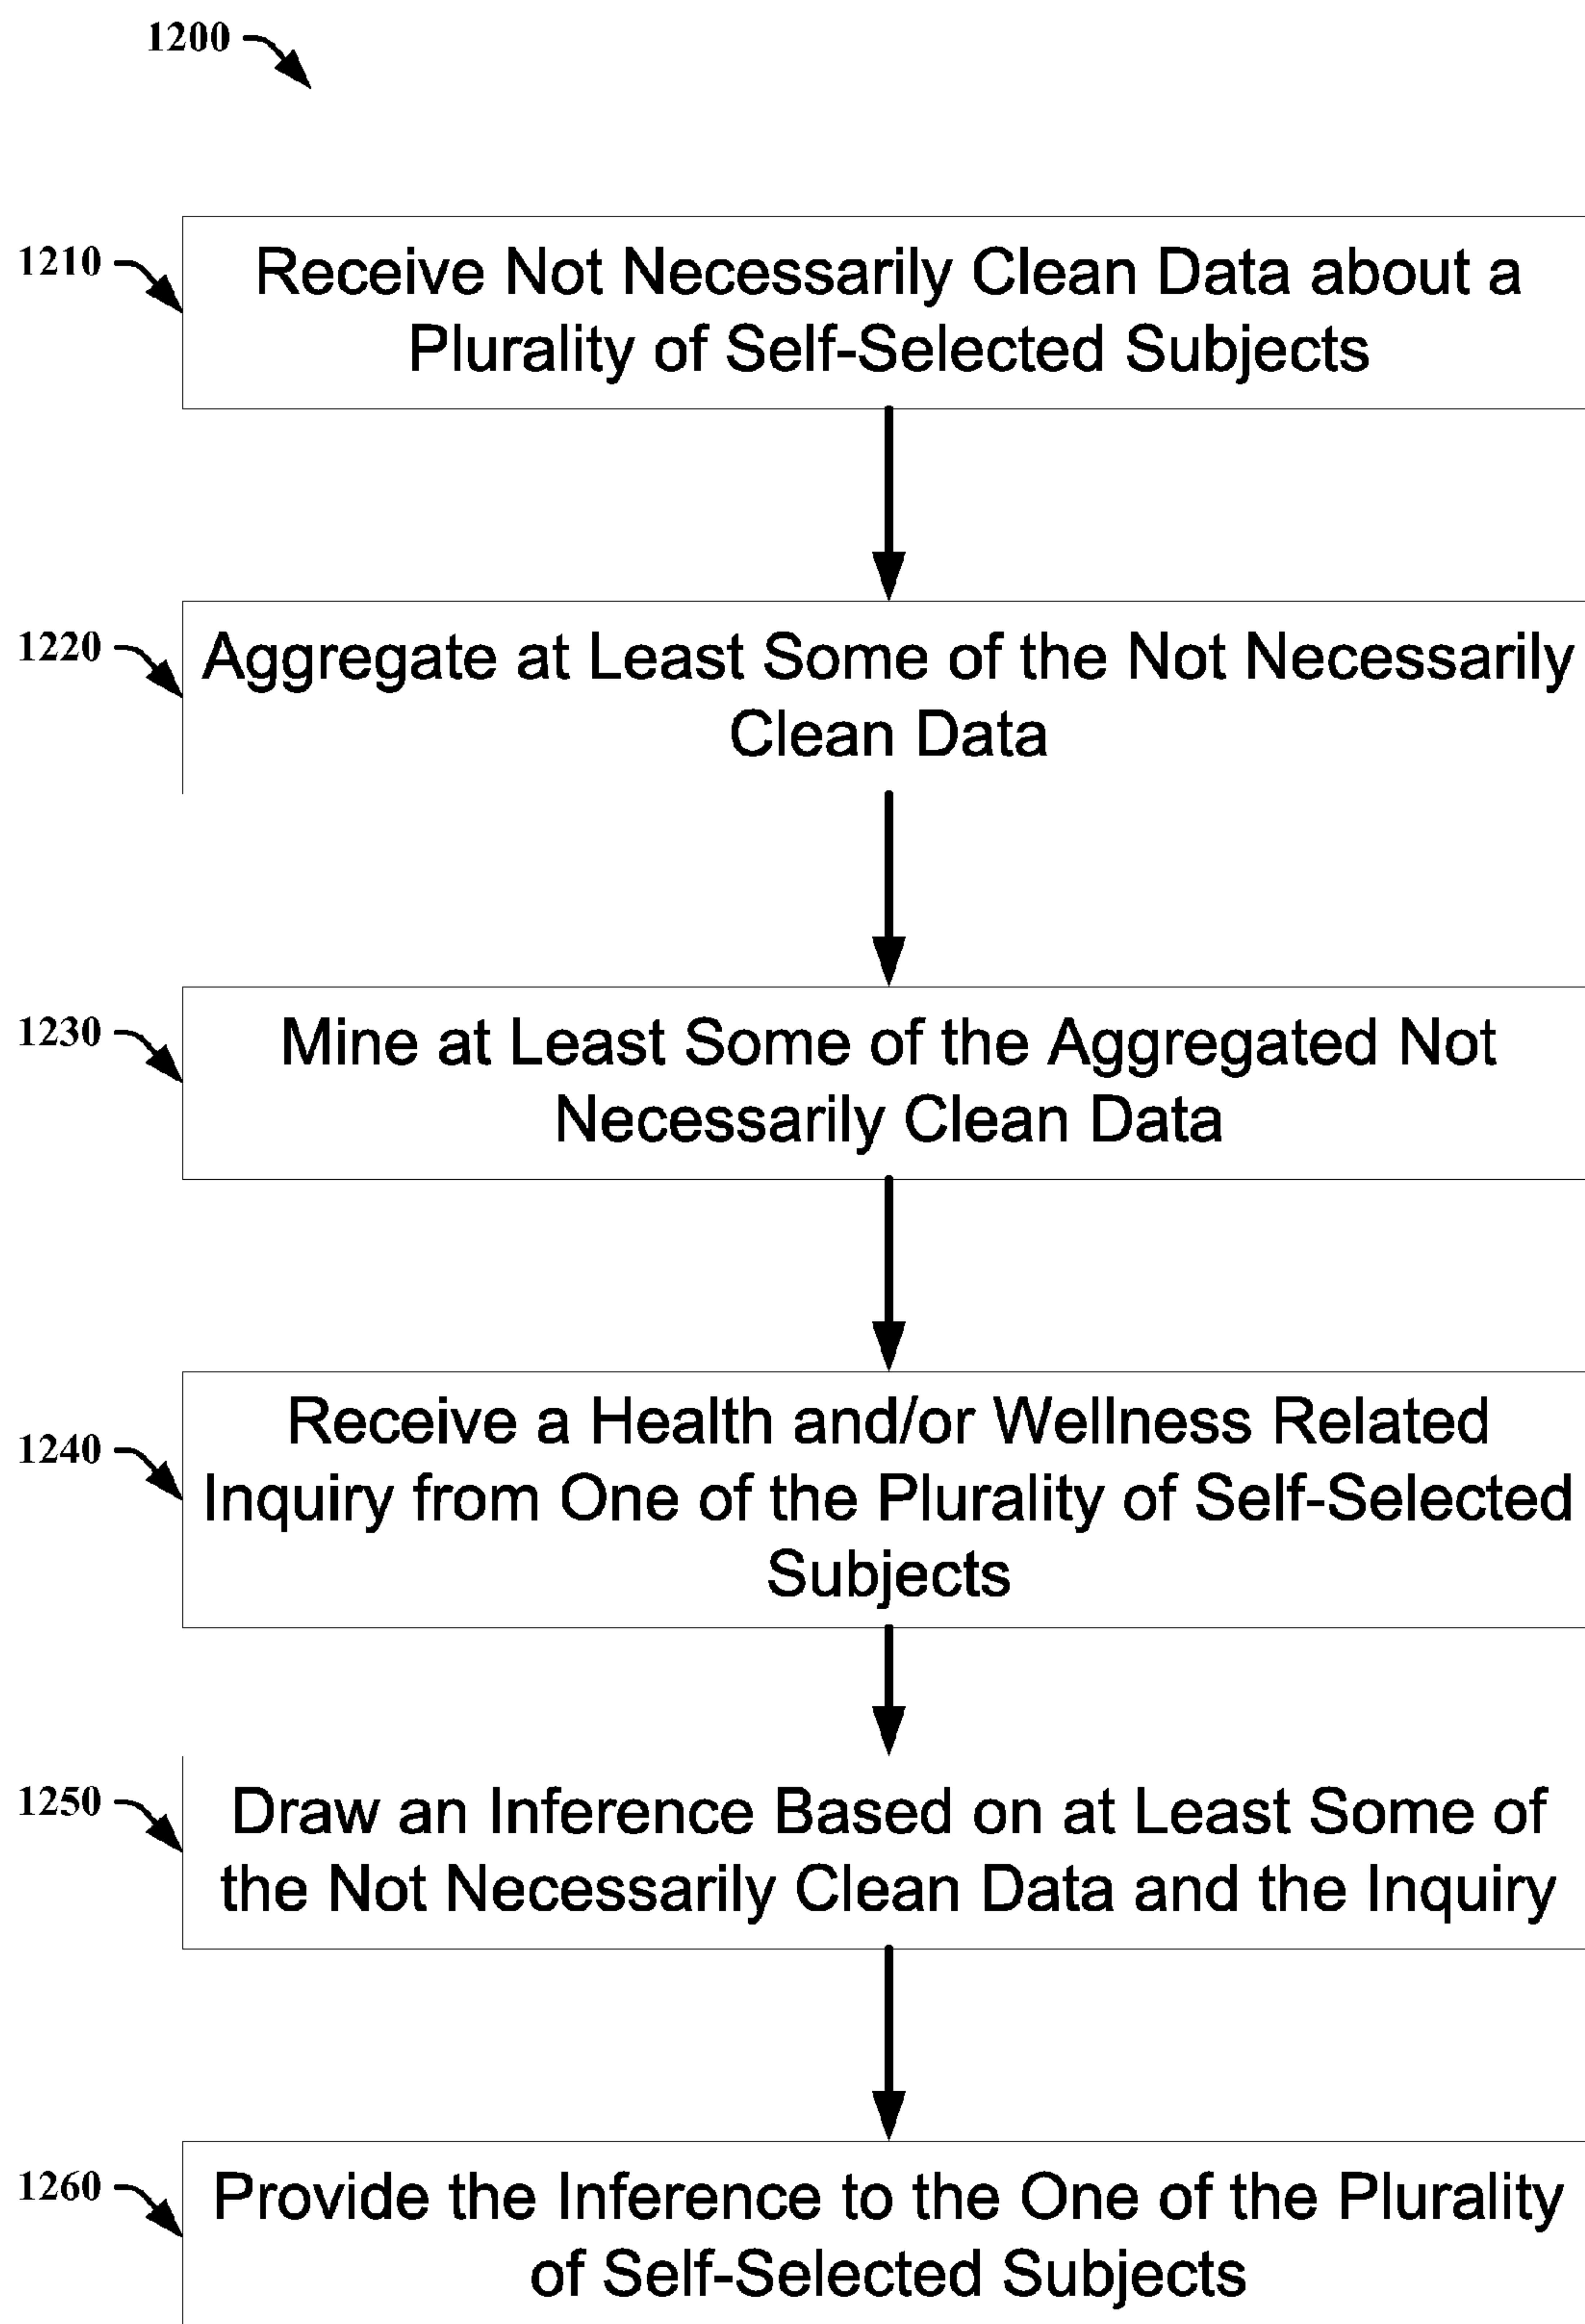 1200
1210
Receive Not Necessarily Clean Data about a
Plurality of Self-Selected Subjects
1220
Aggregate at Least Some of the Not Necessarily
Clean Data
1230
Mine at Least Some of the Aggregated Not
Necessarily Clean Data
1240
Receive a Health and/or Wellness Related
Inquiry from One of the Plurality of Self-Selected
Subjects
1250
Draw an Inference Based on at Least Some of
the Not Necessarily Clean Data and the Inquiry
1260
Provide the Inference to the One of the Plurality
of Self-Selected Subjects